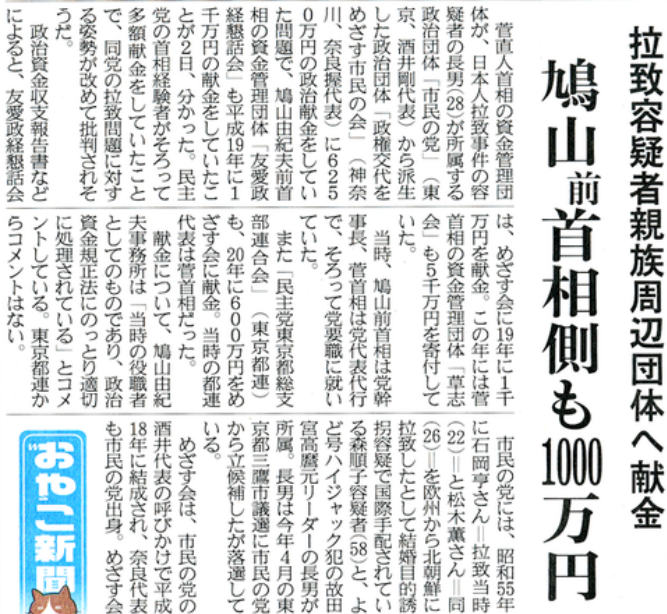 拉致容疑者親族周辺団体へ献金
鳩山前首相側も1000万円
菅直人首相の資金管理団
体が、日本人拉致事件の容
疑者の長男(28)が所属する
政治団体「市民の党」(東
京、酒井剛代表)から派生
した政治団体「政権交代を
めざす市民の会」(神奈
川、奈良握代表)に625
0万円の政治献金をしてい
た問題で、鳩山由紀夫前首
相の資金管理団体「友愛政
経懇話会」も平成19年に1
千万円の献金をしていたこ
とが2日、分かった。民主
党の首相経験者がそろって
多額献金をしていたこと
で、同党の拉致問題に対す
る姿勢が改めて批判されそ
うだ。
政治資金収支報告書など
によると、友愛政経懇話会
は、めざす会に19年に1千
万円を献金。この年には菅
首相の資金管理団体「草志
会」も5千万円を寄付して
いた。
当時、鳩山前首相は党幹
事長、菅首相は党代表代行
で、そろって党要職に就い
ていた。
また「民主党東京都総支
部連合会」(東京都連)
も、20年に600万円をめ
ざす会に献金。当時の都連
代表は菅首相だった。
献金について、鳩山由紀
夫事務所は「当時の役職者
としてのものであり、政治
資金規正法にのっとり適切
に処理されている」とコメ
ントしている。東京都連か
らコメントはない。
市民の党には、昭和55年
に石岡亨さん=拉致当時
(22)=と松木薫さん=同
(26)=を欧州から北朝鮮に
拉致したとして結婚目的誘
拐容疑で国際手配されてい
る森順子容疑者(58)と、よ
ど号ハイジャック犯の故田
宮高麿元リーダーの長男が
所属。長男は今年4月の東
京都三鷹市議選に市民の党
から立候補したが落選して
いる。
めざす会は、市民の党の
酒井代表の呼びかけで平成
18年に結成され、奈良代表
も市民の党出身。めざす会
おやこ新聞